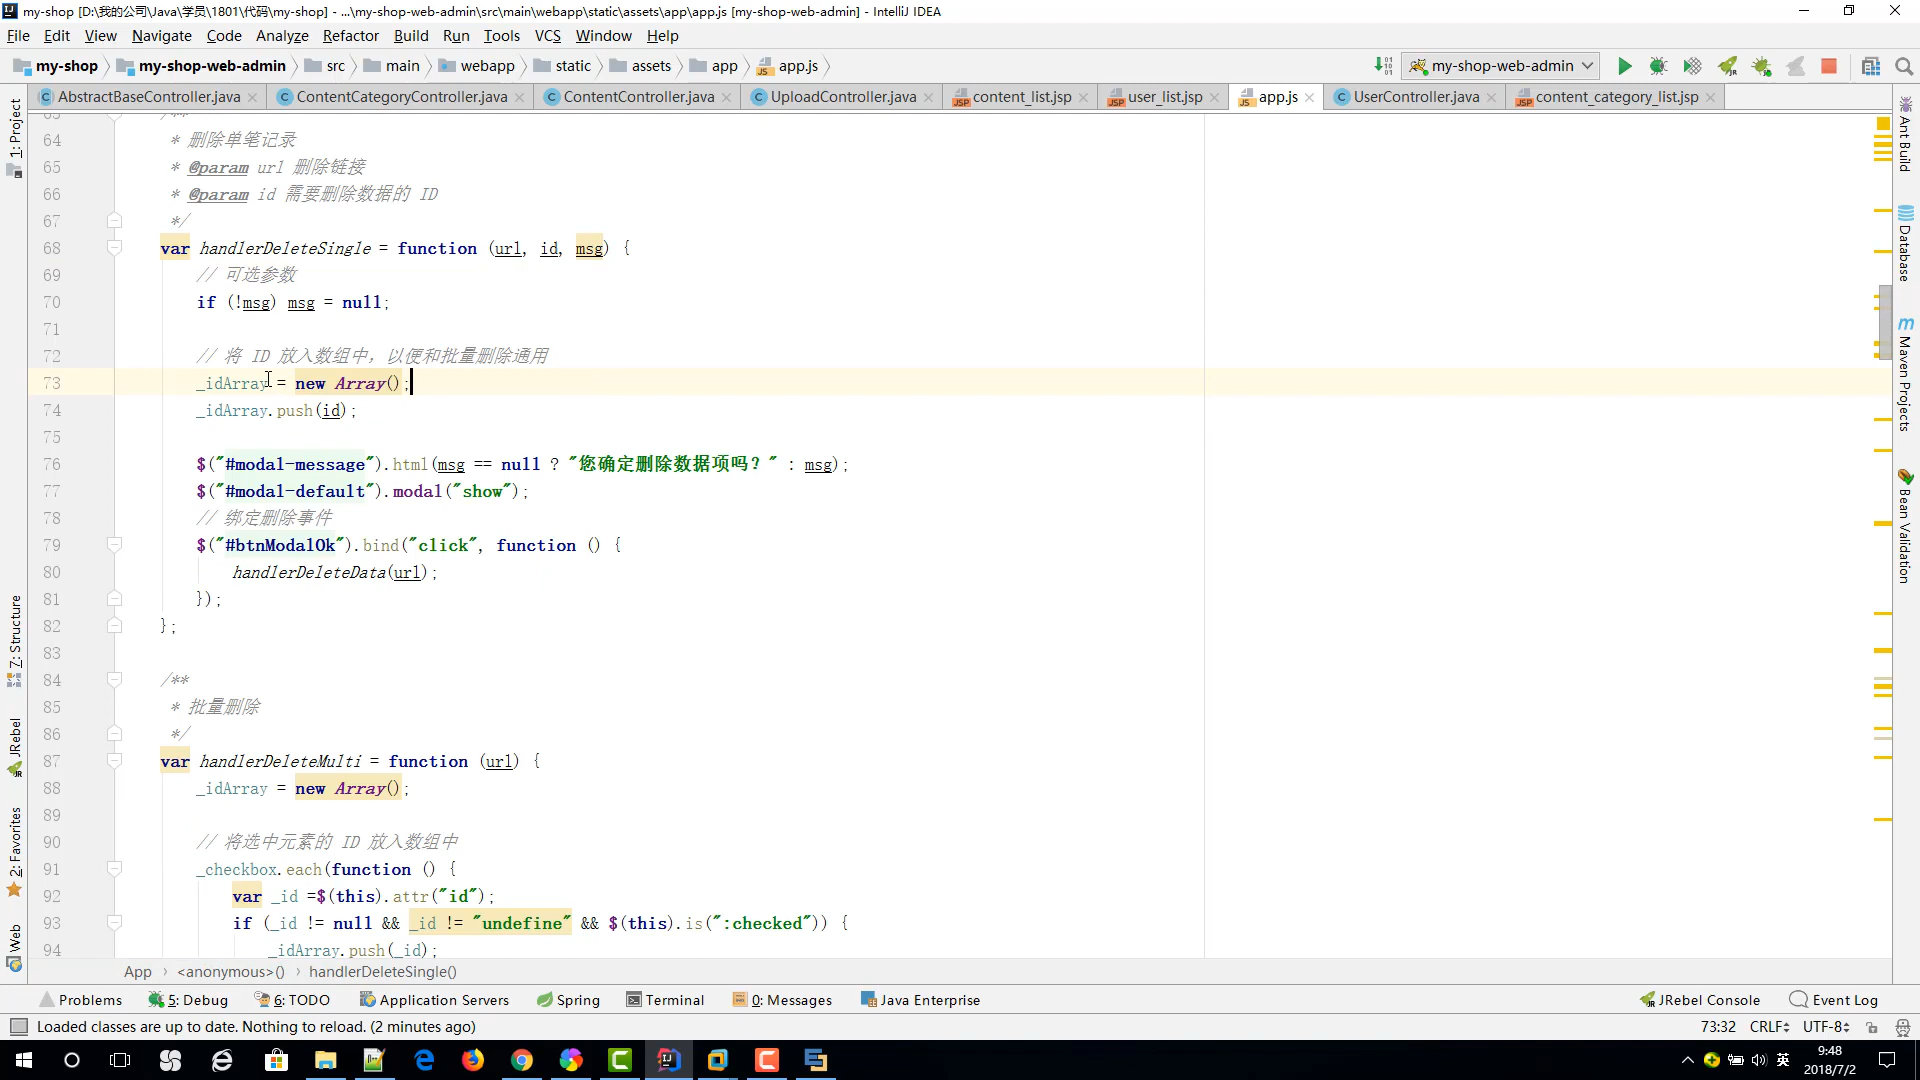 my-shop [D:\我的公司\Java\学员\1801\代码\my-shop] - ...\my-shop-web-admin\src\main\webapp\static\assets\app\app.js [my-shop-web-admin] - IntelliJ IDEA
File Edit View Navigate Code Analyze Refactor Build Run Tools VCS Window Help
my-shop my-shop-web-admin src main webapp static assets app app.js my-shop-web-admin
AbstractBaseController.java ContentCategoryController.java ContentController.java UploadController.java content_list.jsp user_list.jsp app.js UserController.java content_category_list.jsp
64 * 删除单笔记录
65 * @param url 删除链接
66 * @param id 需要删除数据的 ID
67 */
68 var handlerDeleteSingle = function (url, id, msg) {
69 // 可选参数
70 if (!msg) msg = null;
71
72 // 将 ID 放入数组中，以便和批量删除通用
73 _idArray = new Array();
74 _idArray.push(id);
75
76 $("#modal-message").html(msg == null ? "您确定删除数据项吗？" : msg);
77 $("#modal-default").modal("show");
78 // 绑定删除事件
79 $("#btnModalOk").bind("click", function () {
80 handlerDeleteData(url);
81 });
82 };
83
84 /**
85 * 批量删除
86 */
87 var handlerDeleteMulti = function (url) {
88 _idArray = new Array();
89
90 // 将选中元素的 ID 放入数组中
91 _checkbox.each(function () {
92 var _id =$(this).attr("id");
93 if (_id != null && _id != "undefine" && $(this).is(":checked")) {
94 _idArray.push(_id);
App <anonymous>() handlerDeleteSingle()
1: Project
7: Structure
JRebel
2: Favorites
Web
Ant Build
Database
Maven Projects
Bean Validation
Problems 5: Debug 6: TODO Application Servers Spring Terminal 0: Messages Java Enterprise JRebel Console Event Log
Loaded classes are up to date. Nothing to reload. (2 minutes ago) 73:32 CRLF UTF-8
英 9:48
2018/7/2